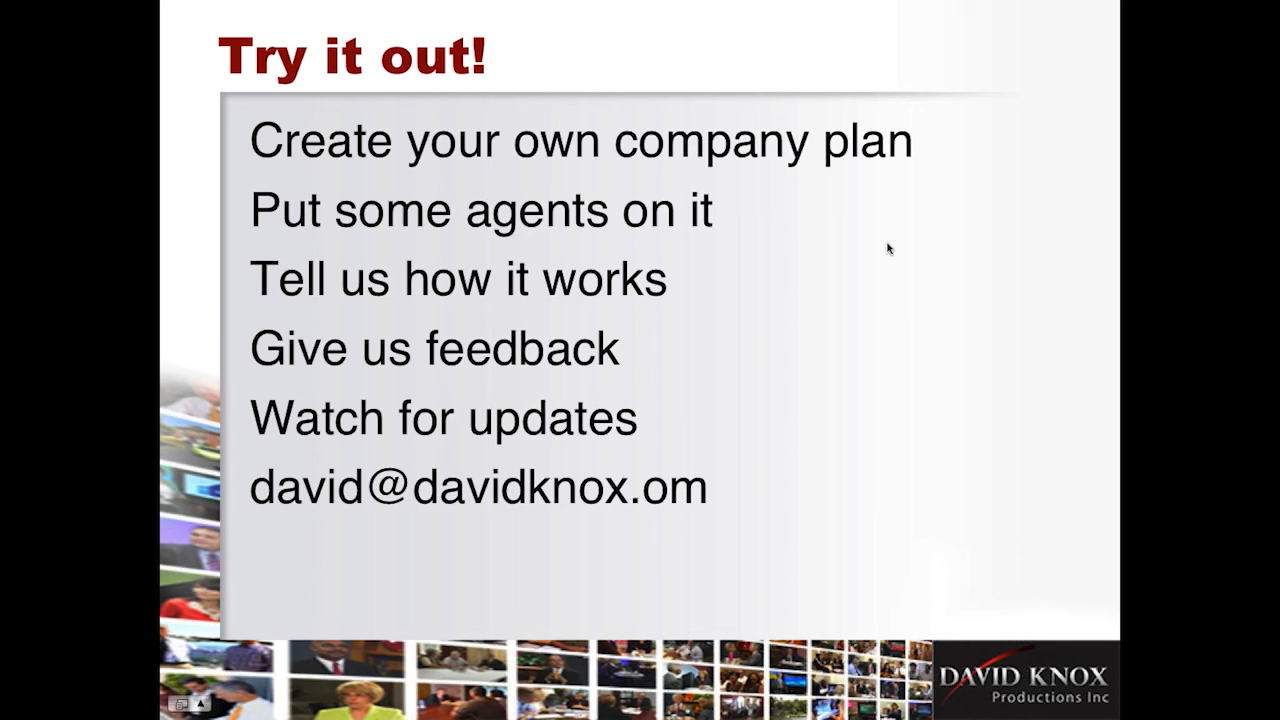 Try it out!
Create your own company plan
Put some agents on it
Tell us how it works
Give us feedback
Watch for updates
david@davidknox.om
DAVID KNOX
Productions Inc